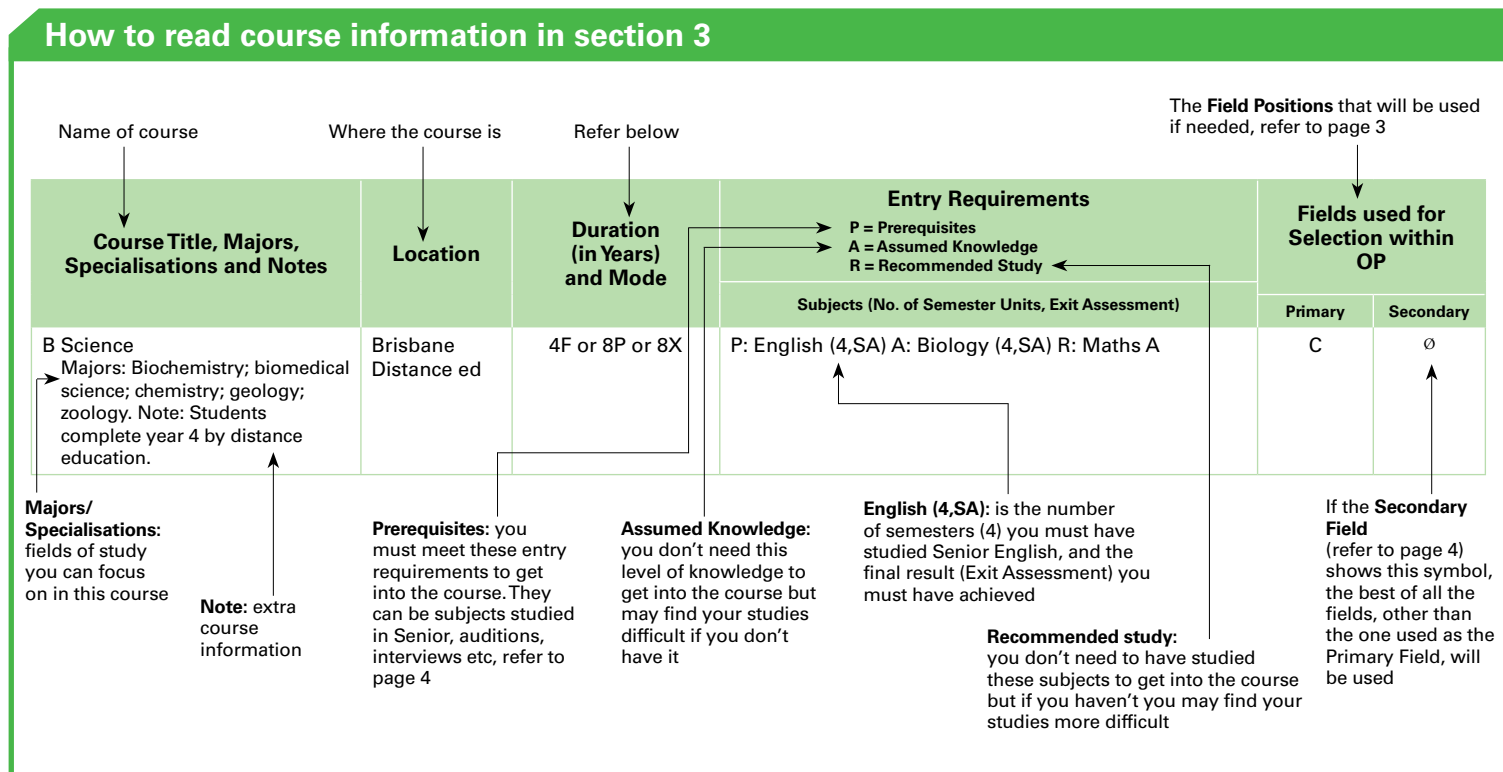 How to read course information in section 3
The Field Positions that will be used
if needed, refer to page 3
Name of course
Where the course is
Refer below
Course Title, Majors,
Specialisations and Notes
Location
Duration
(in Years)
and Mode
Entry Requirements
P = Prerequisites
A = Assumed Knowledge
R = Recommended Study
Subjects (No. of Semester Units, Exit Assessment)
Fields used for
Selection within
OP
Primary
Secondary
B Science
Majors: Biochemistry; biomedical
science; chemistry; geology;
zoology. Note: Students
complete year 4 by distance
education.
Brisbane
Distance ed
4F or 8P or 8X
P: English (4,SA) A: Biology (4,SA) R: Maths A
C
Ø
Majors/
Specialisations:
fields of study
you can focus
on in this course
Note: extra
course
information
Prerequisites: you
must meet these entry
requirements to get
into the course. They
can be subjects studied
in Senior, auditions,
interviews etc, refer to
page 4
Assumed Knowledge:
you don't need this
level of knowledge to
get into the course but
may find your studies
difficult if you don't
have it
English (4,SA): is the number
of semesters (4) you must have
studied Senior English, and the
final result (Exit Assessment) you
must have achieved
Recommended study:
you don't need to have studied
these subjects to get into the course
but if you haven't you may find your
studies more difficult
If the Secondary
Field
(refer to page 4)
shows this symbol,
the best of all the
fields, other than
the one used as the
Primary Field, will
be used